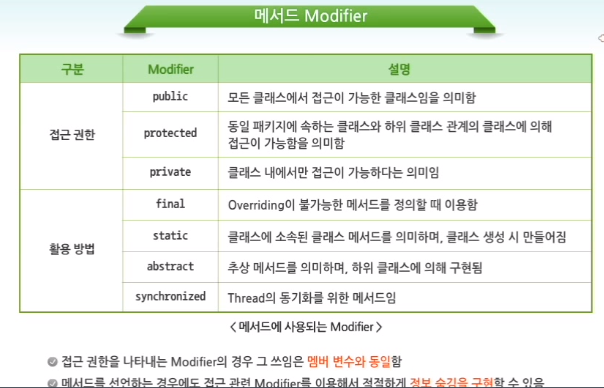 메서드 Modifier
구분 Modifier 설명
접근 권한
public 모든 클래스에서 접근이 가능한 클래스임을 의미함
protected 동일 패키지에 속하는 클래스와 하위 클래스 관계의 클래스에 의해
접근이 가능함을 의미함
private 클래스 내에서만 접근이 가능하다는 의미임
활용 방법
final Overriding이 불가능한 메서드를 정의할 때 이용함
static 클래스에 소속된 클래스 메서드를 의미하며, 클래스 생성 시 만들어짐
abstract 추상 메서드를 의미하며, 하위 클래스에 의해 구현됨
synchronized Thread의 동기화를 위한 메서드임
< 메서드에 사용되는 Modifier >
접근 권한을 나타내는 Modifier의 경우 그 쓰임은 멤버 변수와 동일함
메서드를 선언하는 경우에도 접근 관련 Modifier를 이용해서 적절하게 정보 숨김을 구현할 수 있음